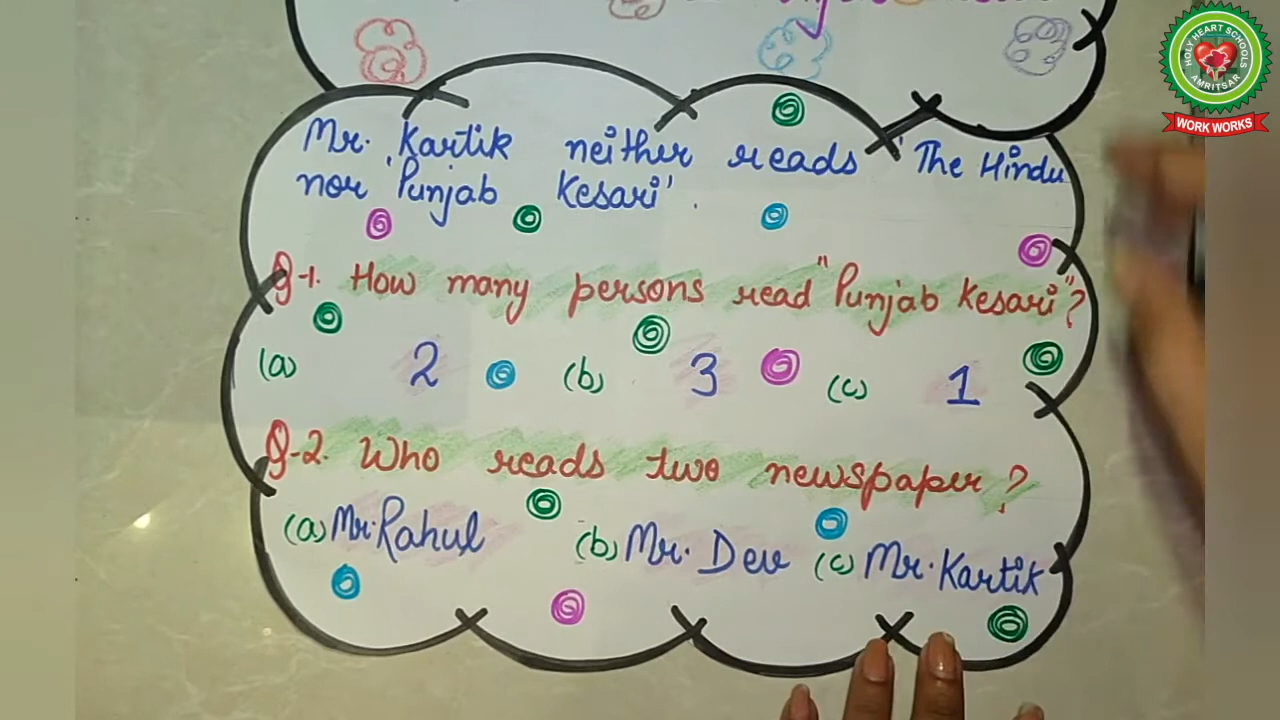 Mr. Kartik neither reads 'The Hindu
nor 'Punjab Kesari'.
Q-1. How many persons read "Punjab Kesari"?
(a) 2 (b) 3 (c) 1
Q-2. Who reads two newspaper?
(a) Mr. Rahul (b) Mr. Dev (c) Mr. Kartik
HOLY HEART SCHOOLS
AMRITSAR
WORK WORKS